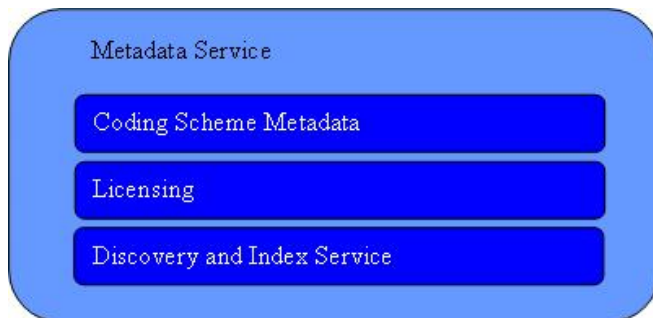 Metadata Service
Coding Scheme Metadata
Licensing
Discovery and Index Service